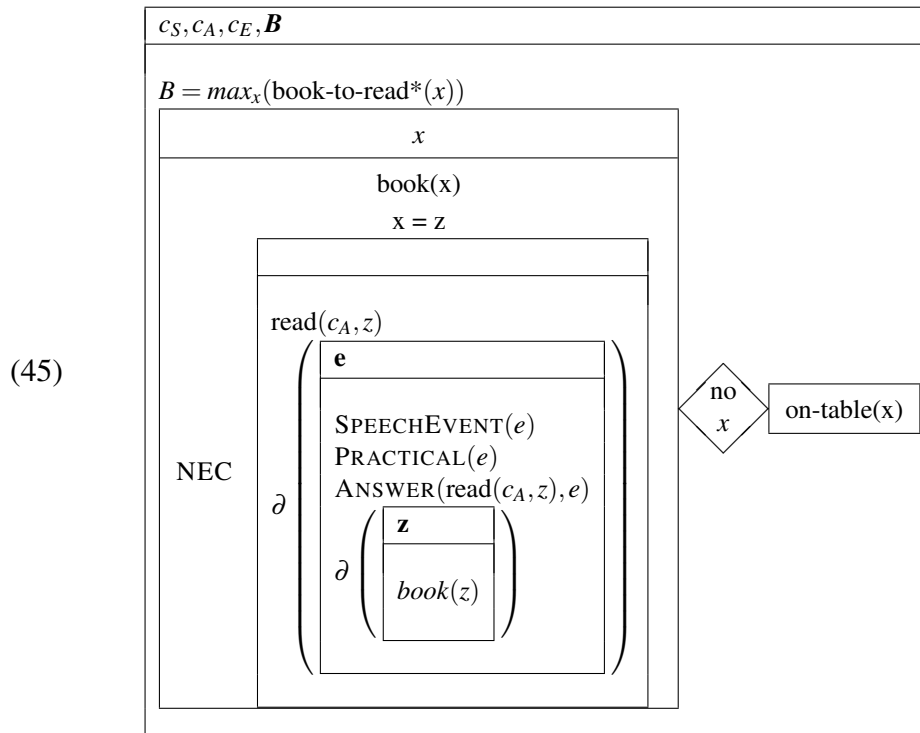 c_S, c_A, c_E, B
B = max_x(book-to-read*(x))
x
book(x)
x = z
read(c_A, z)
e
(45)
SPEECHEVENT(e)
PRACTICAL(e)
ANSWER(read(c_A, z), e)
no
x
on-table(x)
NEC
∂
z
∂
book(z)